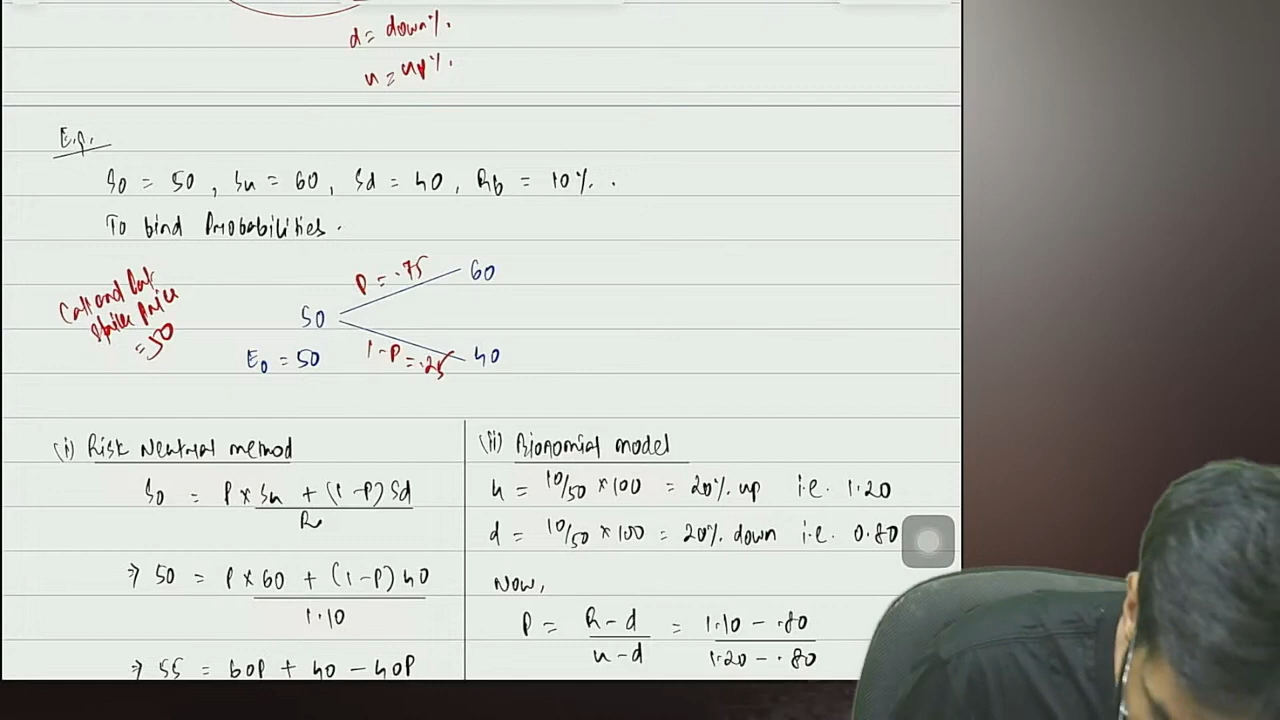 d = down%.
u = up%.
E.g.
S0 = 50, Su = 60, Sd = 40, Rf = 10%.
To find Probabilities.
Call and Put
Strike Price
= 50
P = .75
60
50
E0 = 50
1-P = .25
40
(i) Risk Neutral method
S0 = P × Su + (1-P) Sd
R
⇒ 50 = P × 60 + (1-P) 40
1.10
⇒ 55 = 60P + 40 - 40P
(ii) Bionomial model
u = 10/50 × 100 = 20% up i.e. 1.20
d = 10/50 × 100 = 20% down i.e. 0.80
Now,
P = R-d = 1.10 - .80
u-d 1.20 - .80